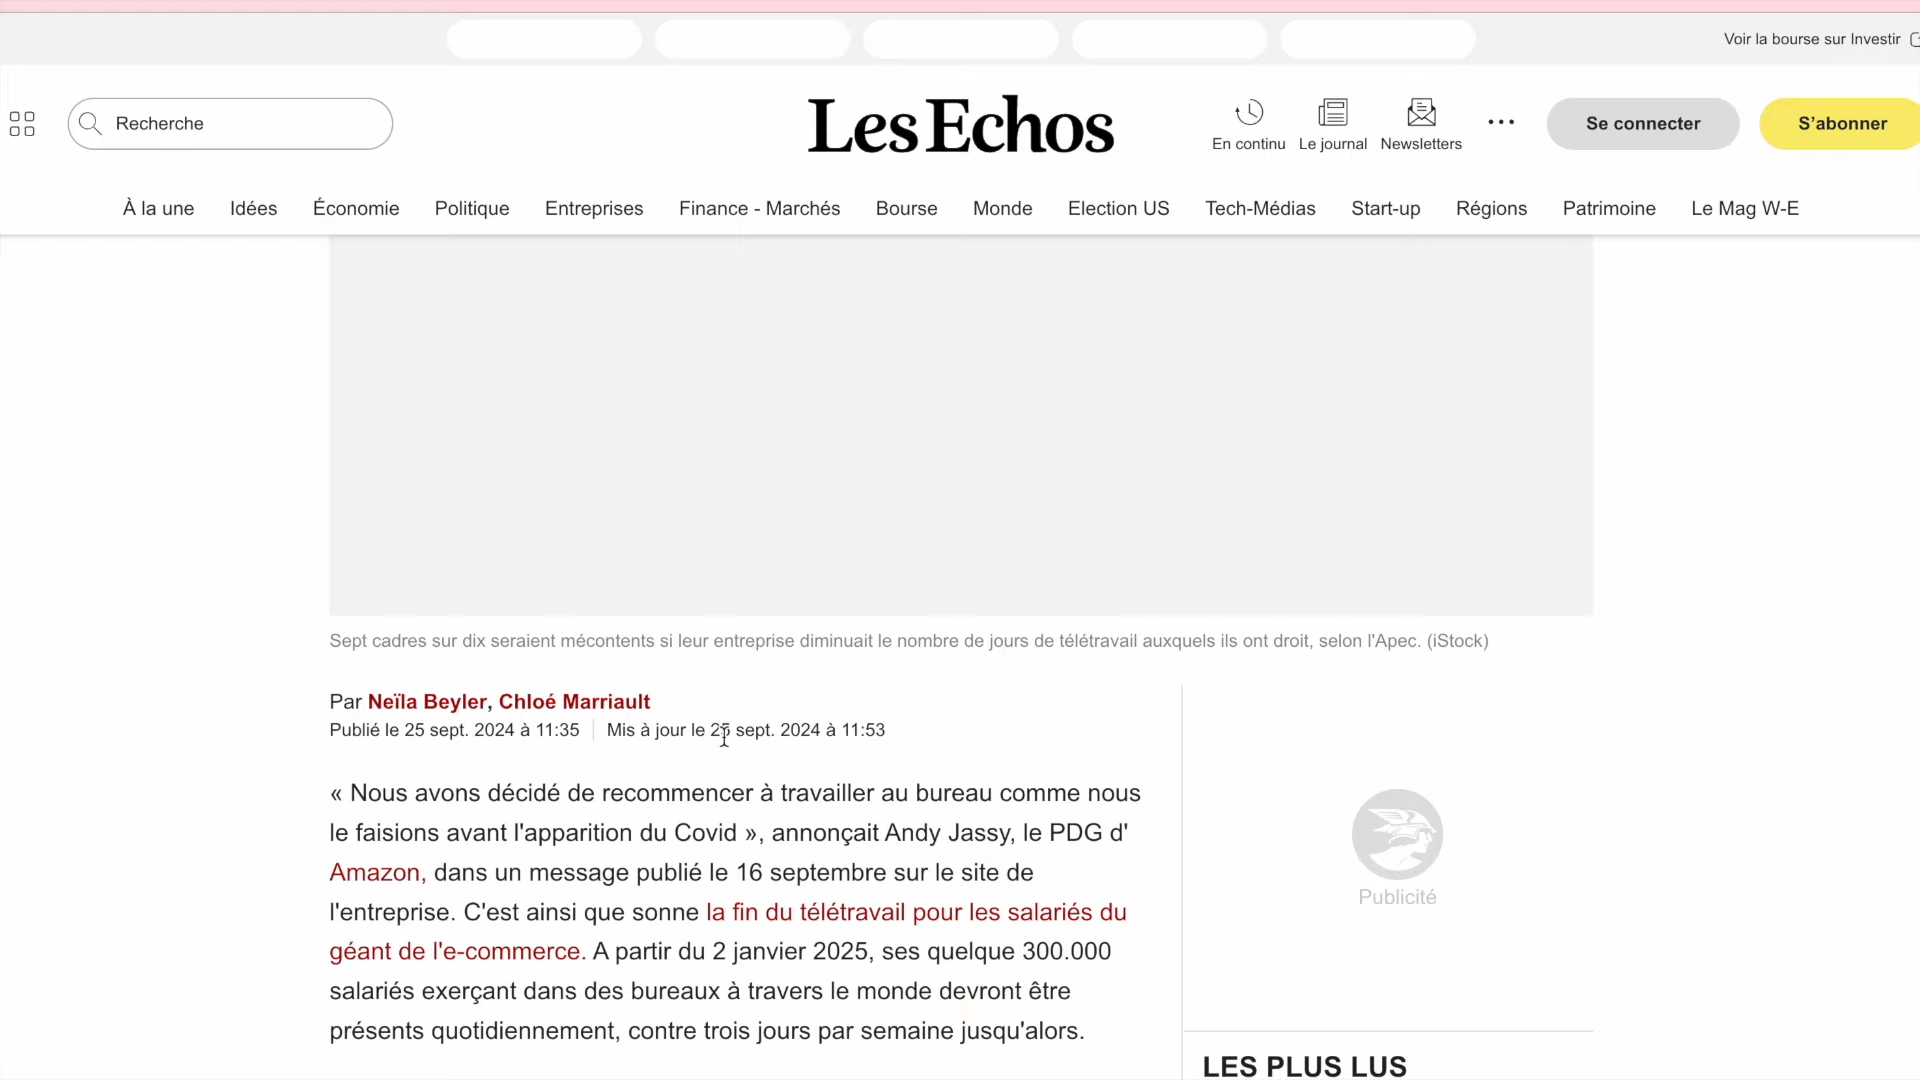 Voir la bourse sur Investir
Recherche
Les Echos
En continu
Le journal
Newsletters
Se connecter
S’abonner
À la une
Idées
Économie
Politique
Entreprises
Finance - Marchés
Bourse
Monde
Election US
Tech-Médias
Start-up
Régions
Patrimoine
Le Mag W-E
Sept cadres sur dix seraient mécontents si leur entreprise diminuait le nombre de jours de télétravail auxquels ils ont droit, selon l'Apec. (iStock)
Par Neïla Beyler, Chloé Marriault
Publié le 25 sept. 2024 à 11:35
Mis à jour le 25 sept. 2024 à 11:53
« Nous avons décidé de recommencer à travailler au bureau comme nous
le faisions avant l'apparition du Covid », annonçait Andy Jassy, le PDG d'
Amazon, dans un message publié le 16 septembre sur le site de
l'entreprise. C'est ainsi que sonne la fin du télétravail pour les salariés du
géant de l'e-commerce. A partir du 2 janvier 2025, ses quelque 300.000
salariés exerçant dans des bureaux à travers le monde devront être
présents quotidiennement, contre trois jours par semaine jusqu'alors.
Publicité
LES PLUS LUS